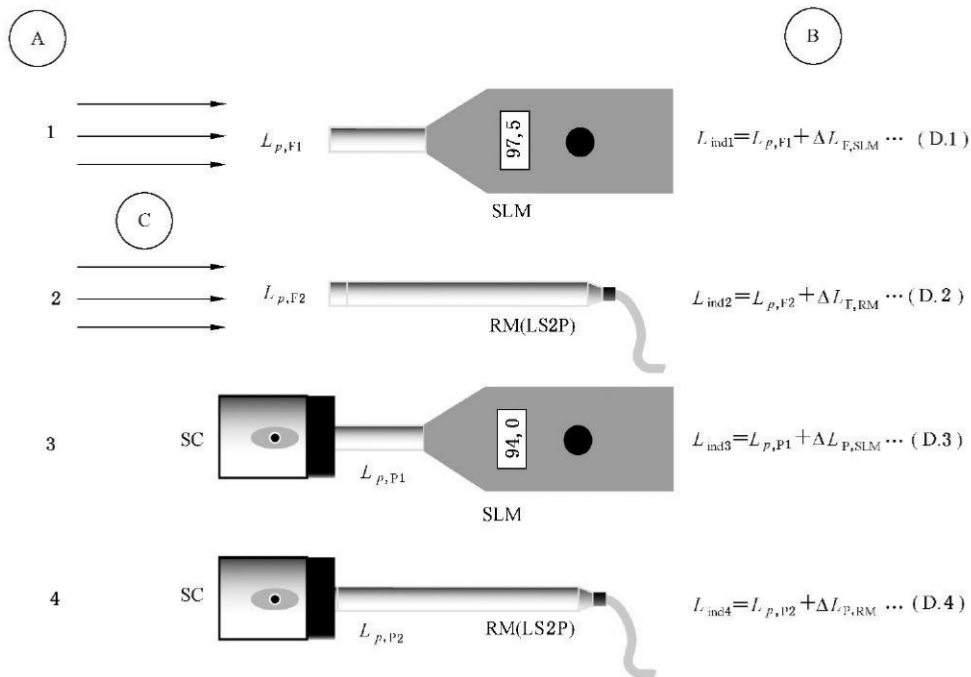 A
B
1
L p,F1
97,5
L ind1=L p,F1+ΔL F,SLM ··· (D.1)
SLM
C
2
L p,F2
L ind2=L p,F2+ΔL F,RM ···(D.2)
RM(LS2P)
3
SC
94,0
L ind3=L p,P1+ΔL P,SLM ···(D.3)
L p,P1
SLM
4
SC
L ind4=L p,P2+ΔL P,RM ···(D.4)
L p,P2
RM(LS2P)